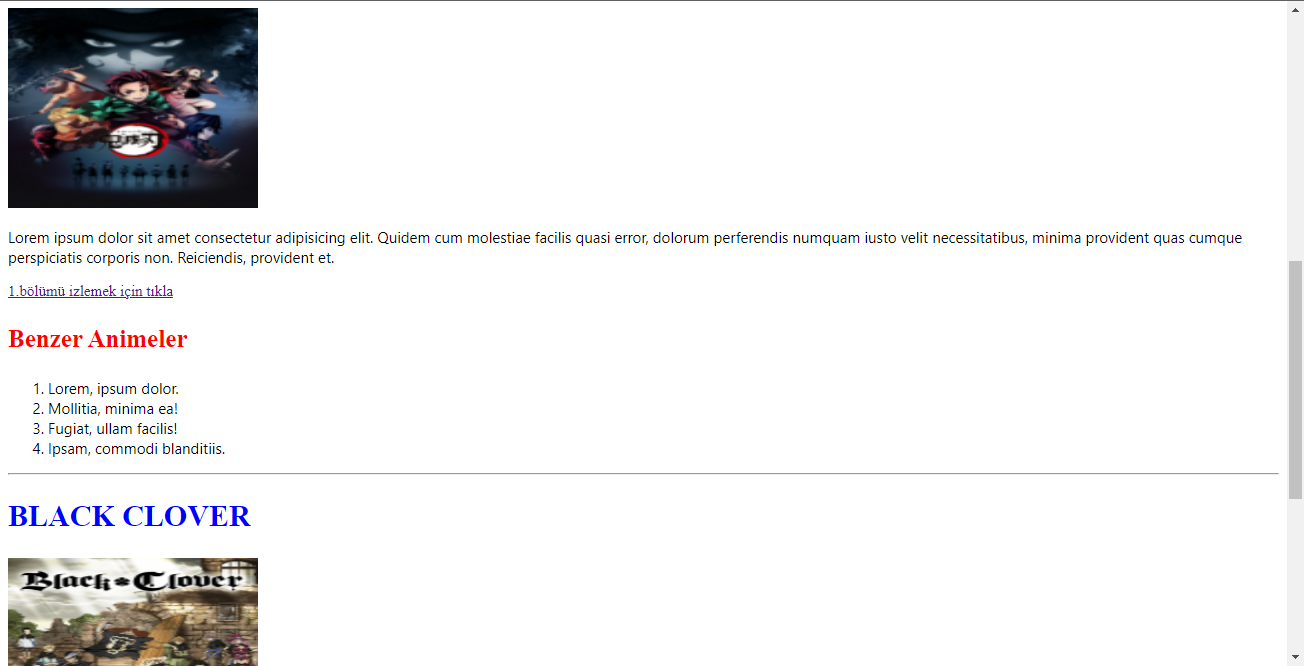 Lorem ipsum dolor sit amet consectetur adipisicing elit. Quidem cum molestiae facilis quasi error, dolorum perferendis numquam iusto velit necessitatibus, minima provident quas cumque
perspiciatis corporis non. Reiciendis, provident et.
1.bölümü izlemek için tıkla
Benzer Animeler
1. Lorem, ipsum dolor.
2. Mollitia, minima ea!
3. Fugiat, ullam facilis!
4. Ipsam, commodi blanditiis.
BLACK CLOVER
Black Clover